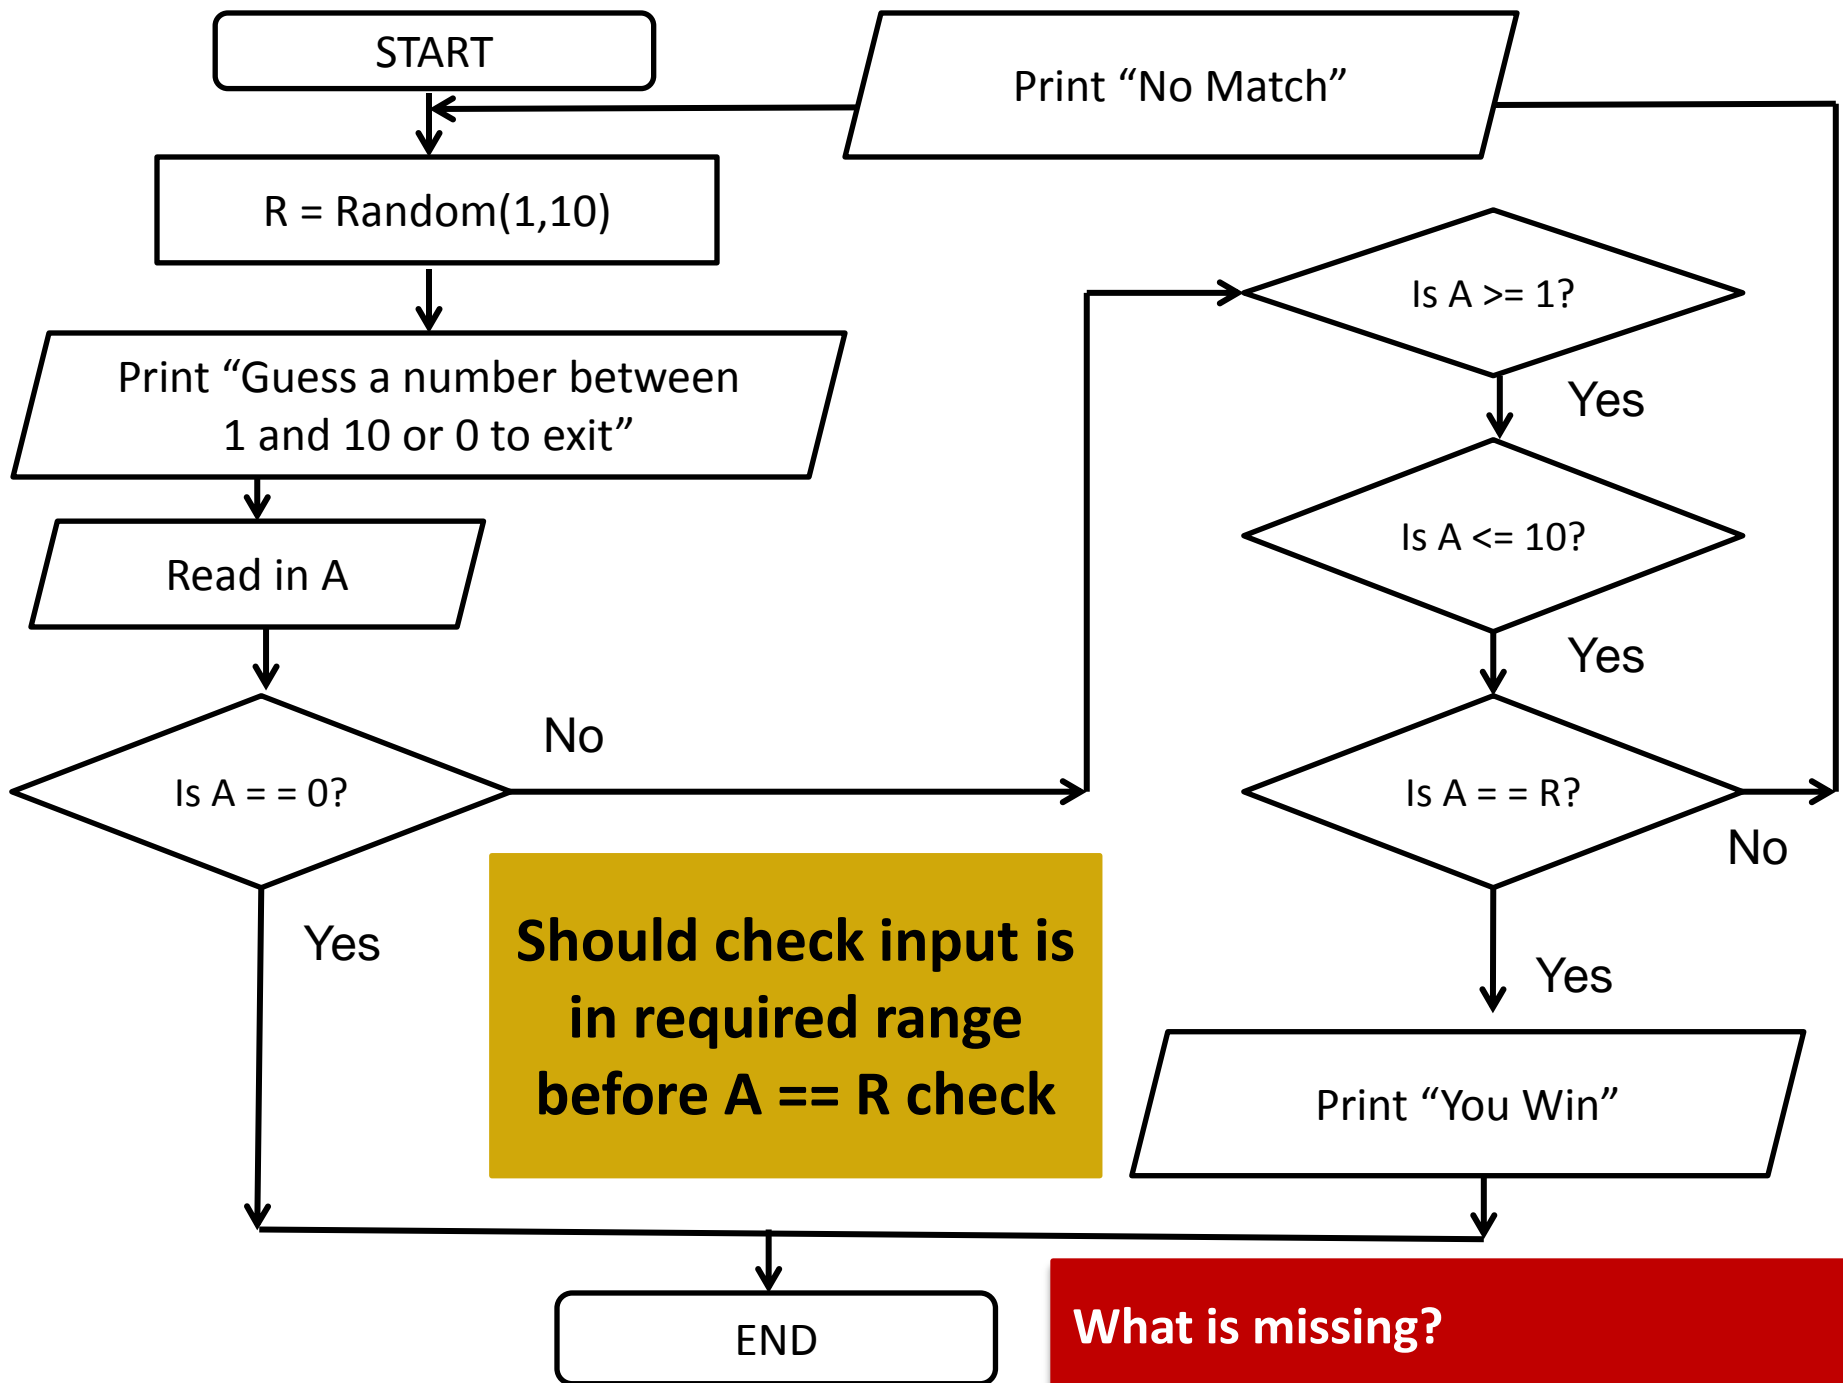 START
R = Random(1,10)
Print “Guess a number between
1 and 10 or 0 to exit”
Read in A
Is A = = 0?
No
Yes
Is A >= 1?
Yes
Is A <= 10?
Yes
Is A = = R?
No
Yes
Print “No Match”
Print “You Win”
END
Should check input is
in required range
before A == R check
What is missing?